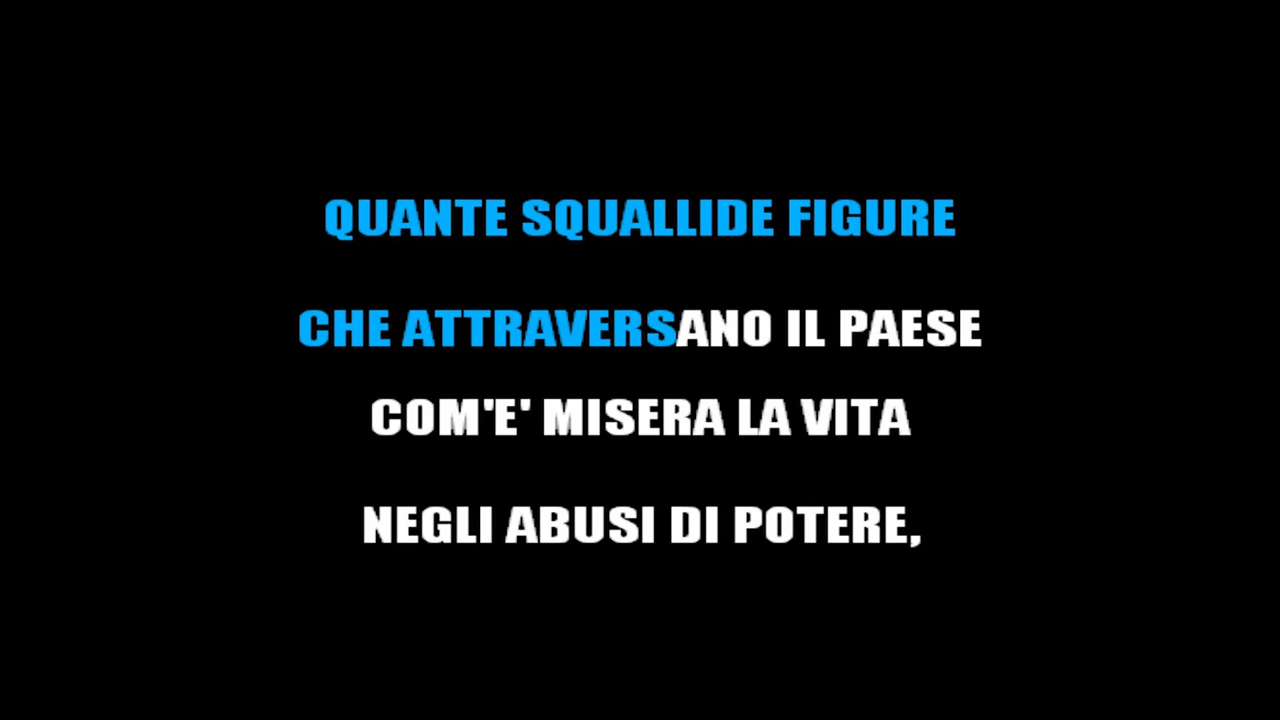 QUANTE SQUALLIDE FIGURE
CHE ATTRAVERSANO IL PAESE
COM'E' MISERA LA VITA
NEGLI ABUSI DI POTERE,